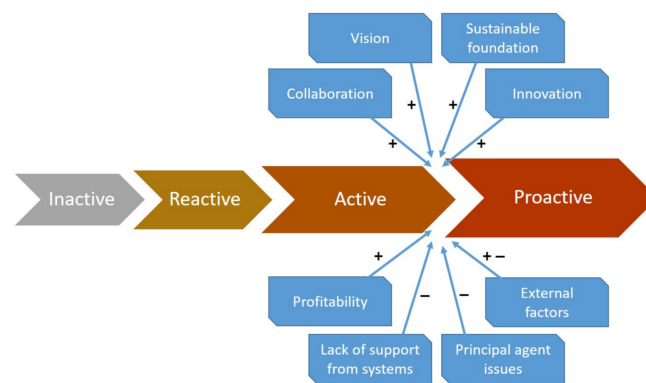 Vision
Sustainable
foundation
Collaboration
Innovation
+
+
+
+
Inactive
Reactive
Active
Proactive
+
+ –
–
–
Profitability
External
factors
Lack of support
from systems
Principal agent
issues